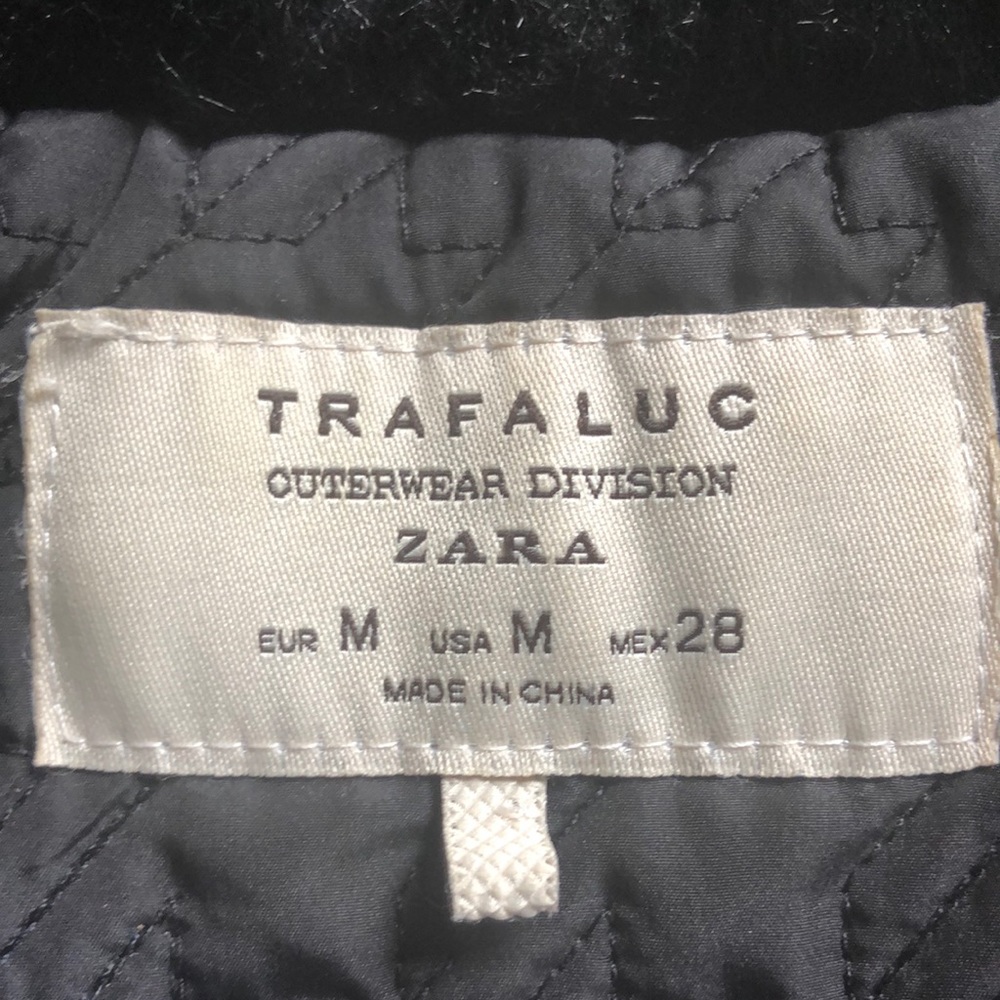 TRAFALUC
OUTERWEAR DIVISION
ZARA
EUR M USA M MEX 28
MADE IN CHINA